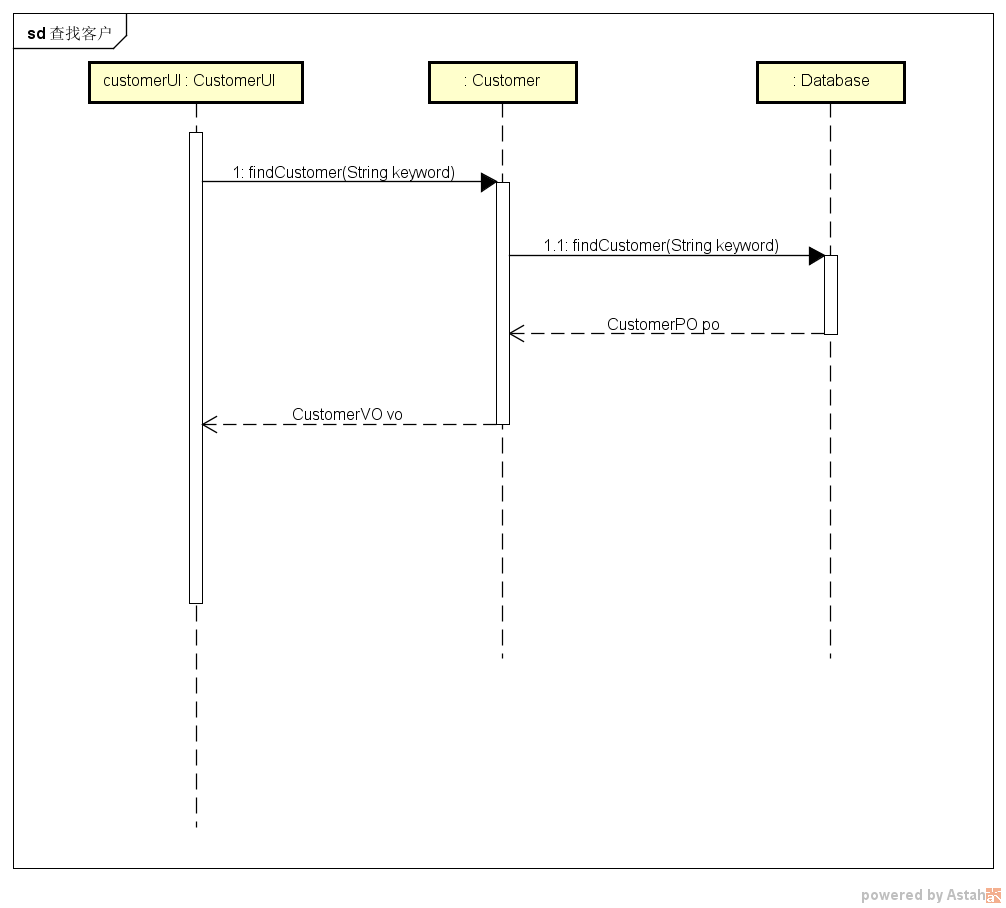 sd 查找客户
customerUI : CustomerUI
: Customer
: Database
1: findCustomer(String keyword)
1.1: findCustomer(String keyword)
CustomerPO po
CustomerVO vo
powered by Astah